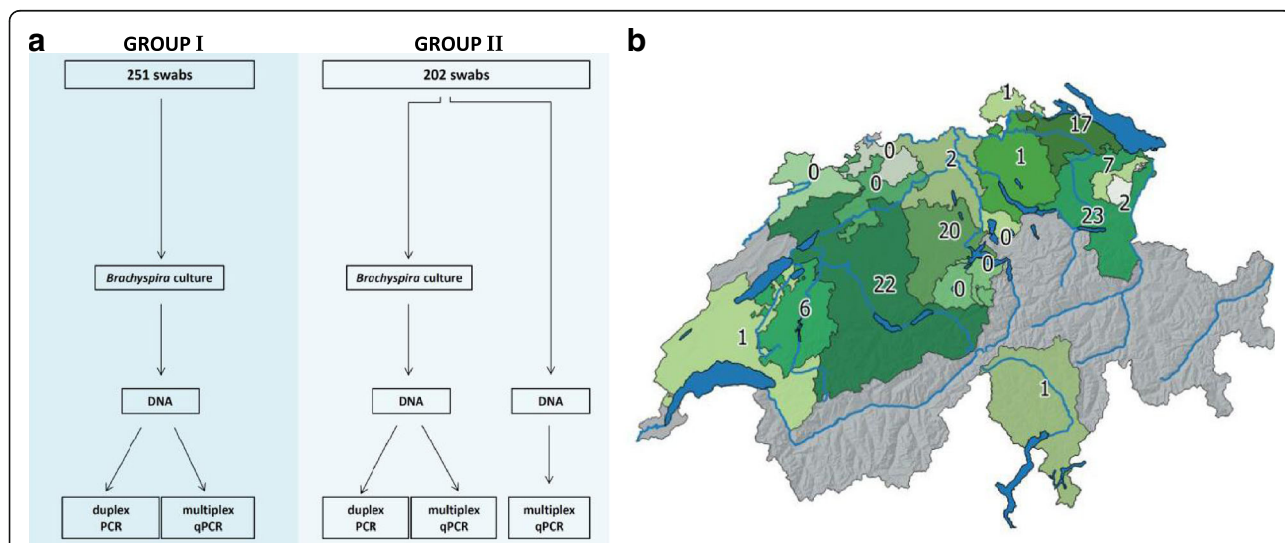 a
GROUP I
GROUP II
251 swabs
202 swabs
Brachyspira culture
Brachyspira culture
DNA
DNA
DNA
duplex
PCR
multiplex
qPCR
duplex
PCR
multiplex
qPCR
multiplex
qPCR
b
1
17
0
0
2
1
7
0
2
23
20
0
0
22
0
6
1
1